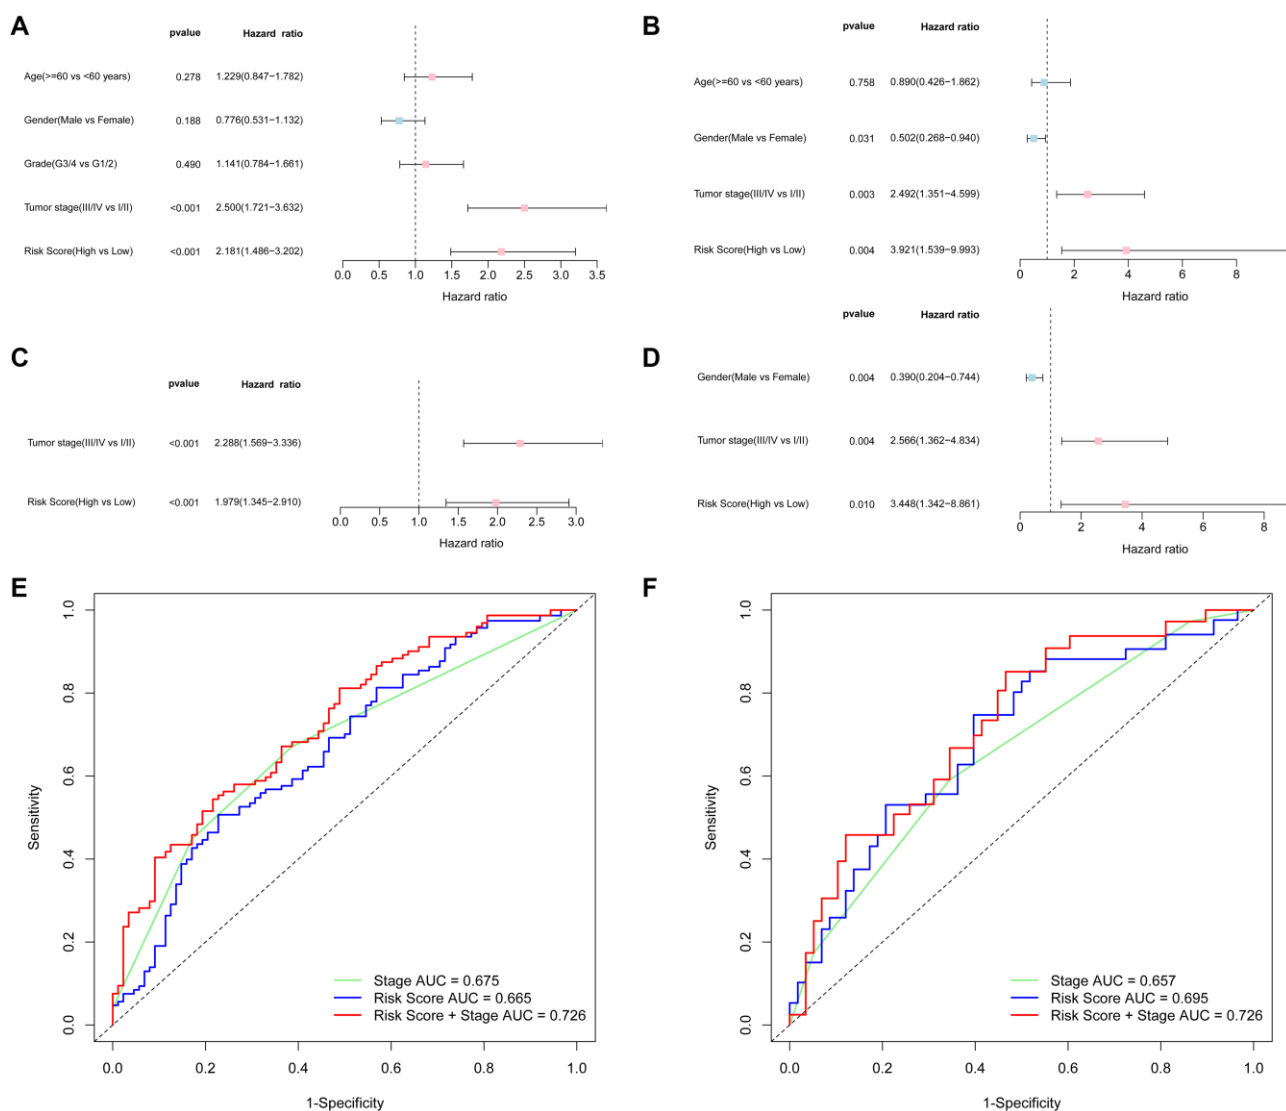 A
pvalue Hazard ratio
Age(>=60 vs <60 years) 0.278 1.229(0.847−1.782)
Gender(Male vs Female) 0.188 0.776(0.531−1.132)
Grade(G3/4 vs G1/2) 0.490 1.141(0.784−1.661)
Tumor stage(III/IV vs I/II) <0.001 2.500(1.721−3.632)
Risk Score(High vs Low) <0.001 2.181(1.486−3.202)
0.0 0.5 1.0 1.5 2.0 2.5 3.0 3.5
Hazard ratio
B
pvalue Hazard ratio
Age(>=60 vs <60 years) 0.758 0.890(0.426−1.862)
Gender(Male vs Female) 0.031 0.502(0.268−0.940)
Tumor stage(III/IV vs I/II) 0.003 2.492(1.351−4.599)
Risk Score(High vs Low) 0.004 3.921(1.539−9.993)
0 2 4 6 8
Hazard ratio
C
pvalue Hazard ratio
Tumor stage(III/IV vs I/II) <0.001 2.288(1.569−3.336)
Risk Score(High vs Low) <0.001 1.979(1.345−2.910)
0.0 0.5 1.0 1.5 2.0 2.5 3.0
Hazard ratio
D
pvalue Hazard ratio
Gender(Male vs Female) 0.004 0.390(0.204−0.744)
Tumor stage(III/IV vs I/II) 0.004 2.566(1.362−4.834)
Risk Score(High vs Low) 0.010 3.448(1.342−8.861)
0 2 4 6 8
Hazard ratio
E
1.0
0.8
0.6
0.4
0.2
0.0
Sensitivity
Stage AUC = 0.675
Risk Score AUC = 0.665
Risk Score + Stage AUC = 0.726
0.0 0.2 0.4 0.6 0.8 1.0
1-Specificity
F
1.0
0.8
0.6
0.4
0.2
0.0
Sensitivity
Stage AUC = 0.657
Risk Score AUC = 0.695
Risk Score + Stage AUC = 0.726
0.0 0.2 0.4 0.6 0.8 1.0
1-Specificity